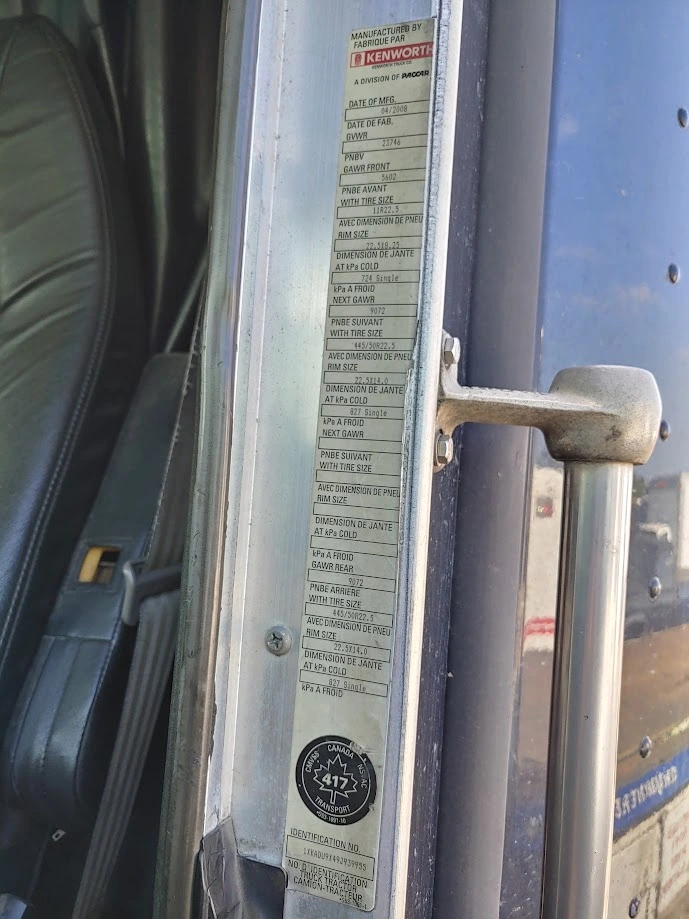 MANUFACTURED BY
FABRIQUE PAR
KENWORTH
KENWORTH TRUCK CO.
A DIVISION OF PACCAR
DATE OF MFG.
04/2008
DATE DE FAB.
GVWR
23746
PNBV
GAWR FRONT
5602
PNBE AVANT
WITH TIRE SIZE
11R22.5
AVEC DIMENSION DE PNEU
RIM SIZE
22.5X8.25
DIMENSION DE JANTE
AT kPa COLD
724 Single
kPa A FROID
NEXT GAWR
9072
PNBE SUIVANT
WITH TIRE SIZE
445/50R22.5
AVEC DIMENSION DE PNEU
RIM SIZE
22.5X14.0
DIMENSION DE JANTE
AT kPa COLD
827 Single
kPa A FROID
NEXT GAWR
PNBE SUIVANT
WITH TIRE SIZE
AVEC DIMENSION DE PNEU
RIM SIZE
DIMENSION DE JANTE
AT kPa COLD
kPa A FROID
GAWR REAR
9072
PNBE ARRIERE
WITH TIRE SIZE
445/50R22.5
AVEC DIMENSION DE PNEU
RIM SIZE
22.5X14.0
DIMENSION DE JANTE
AT kPa COLD
827 Single
kPa A FROID
CANADA
417
TRANSPORT
IDENTIFICATION NO.
1XKADU9X49J939955
NO. D'IDENTIFICATION
TRUCK TRACTOR
CAMION-TRACTEUR